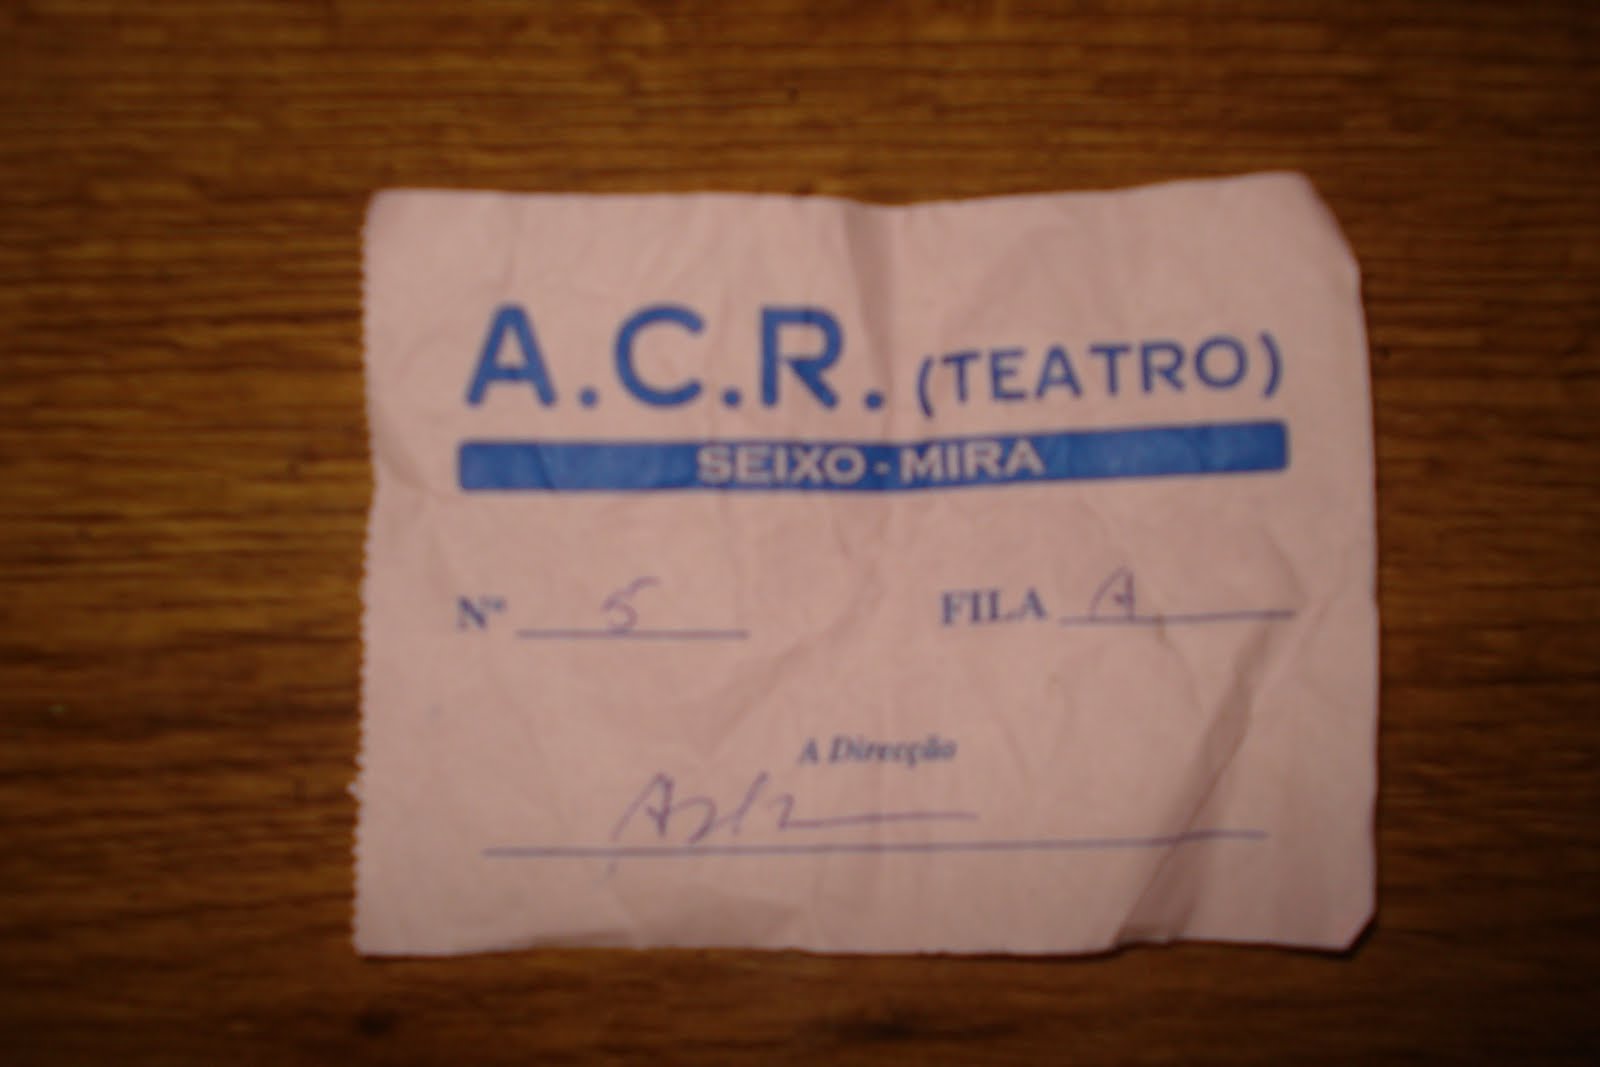 A.C.R. (TEATRO)
SEIXO - MIRA
Nº 5 FILA A
A Direcção